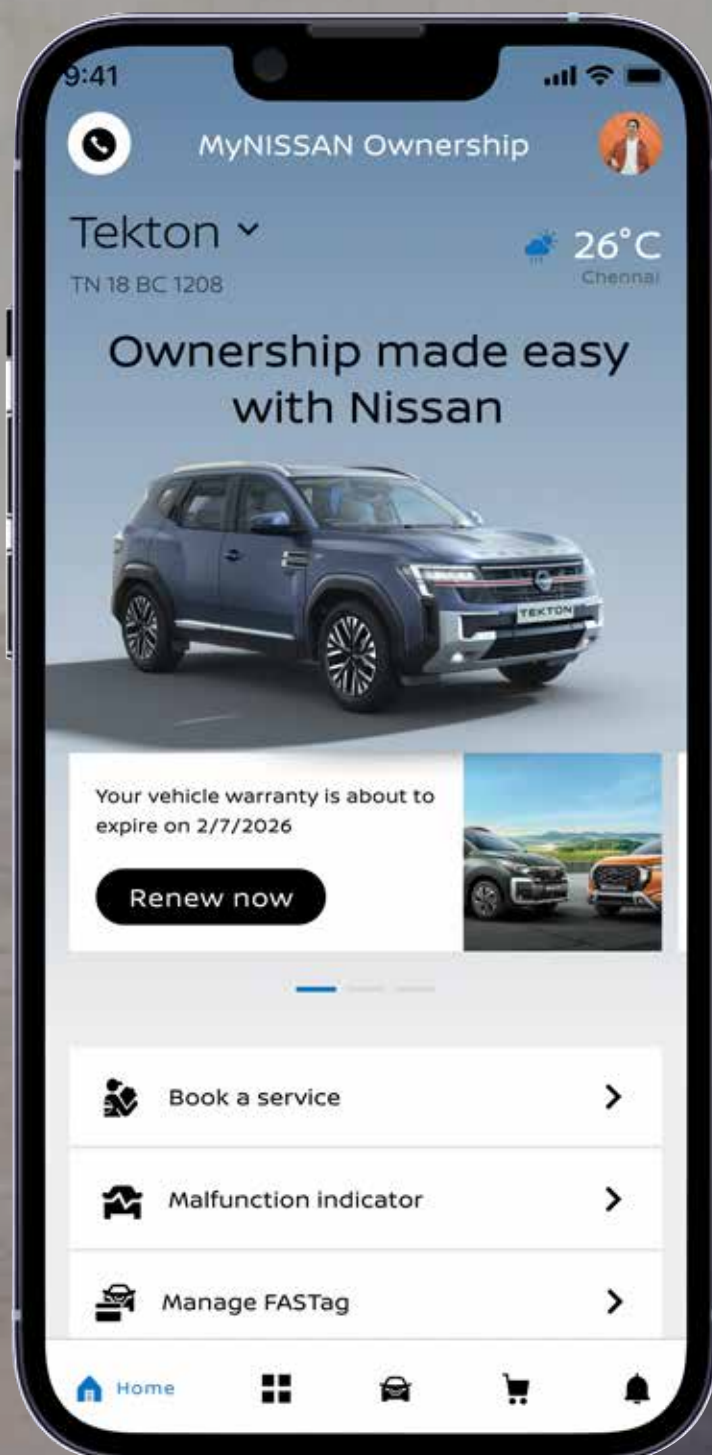 9:41
MyNISSAN Ownership
Tekton
26°C
TN 18 BC 1208
Chennai
Ownership made easy
with Nissan
TEKTON
Your vehicle warranty is about to
expire on 2/7/2026
Renew now
Book a service
Malfunction indicator
Manage FASTag
Home